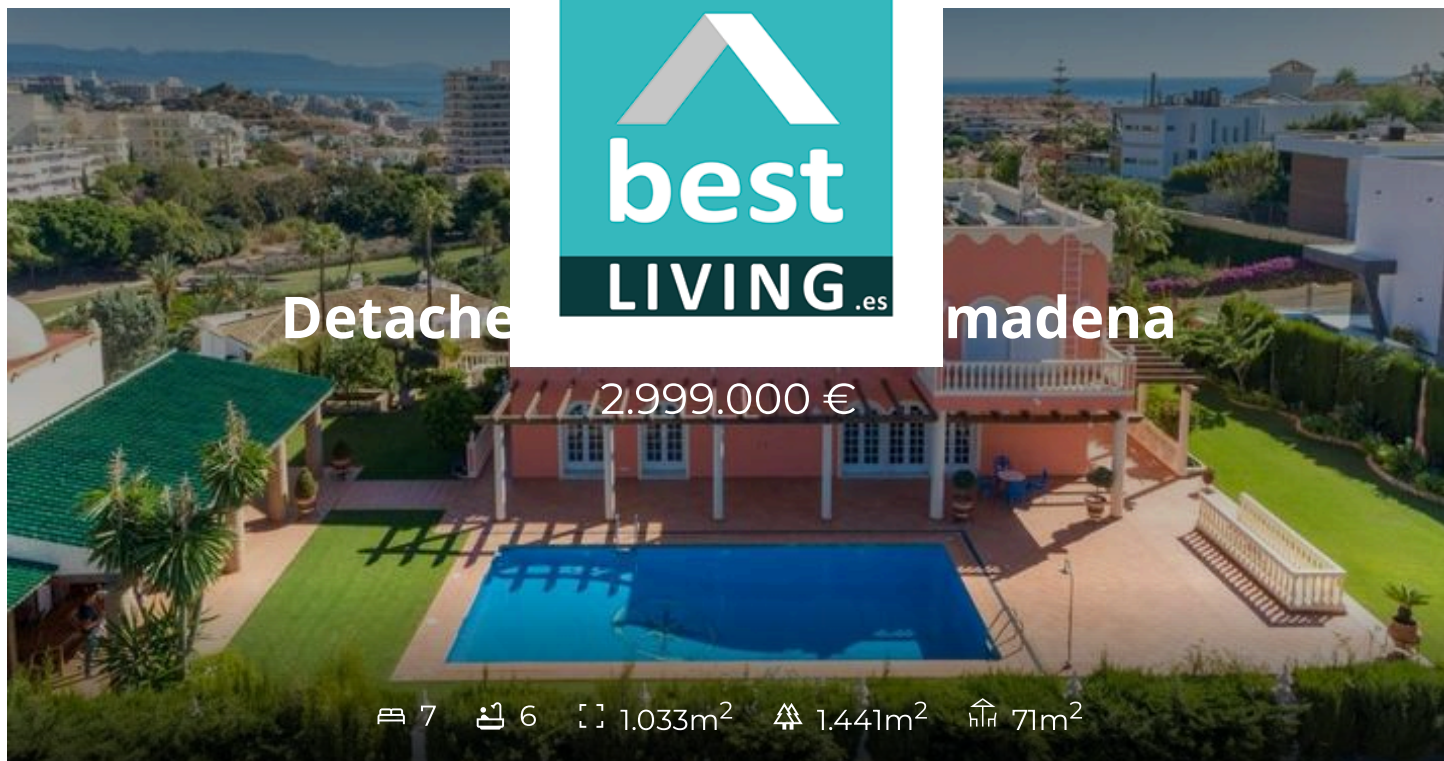 best
LIVING.es
Detache madena
2.999.000 €
7 6 1.033m² 1.441m² 71m²